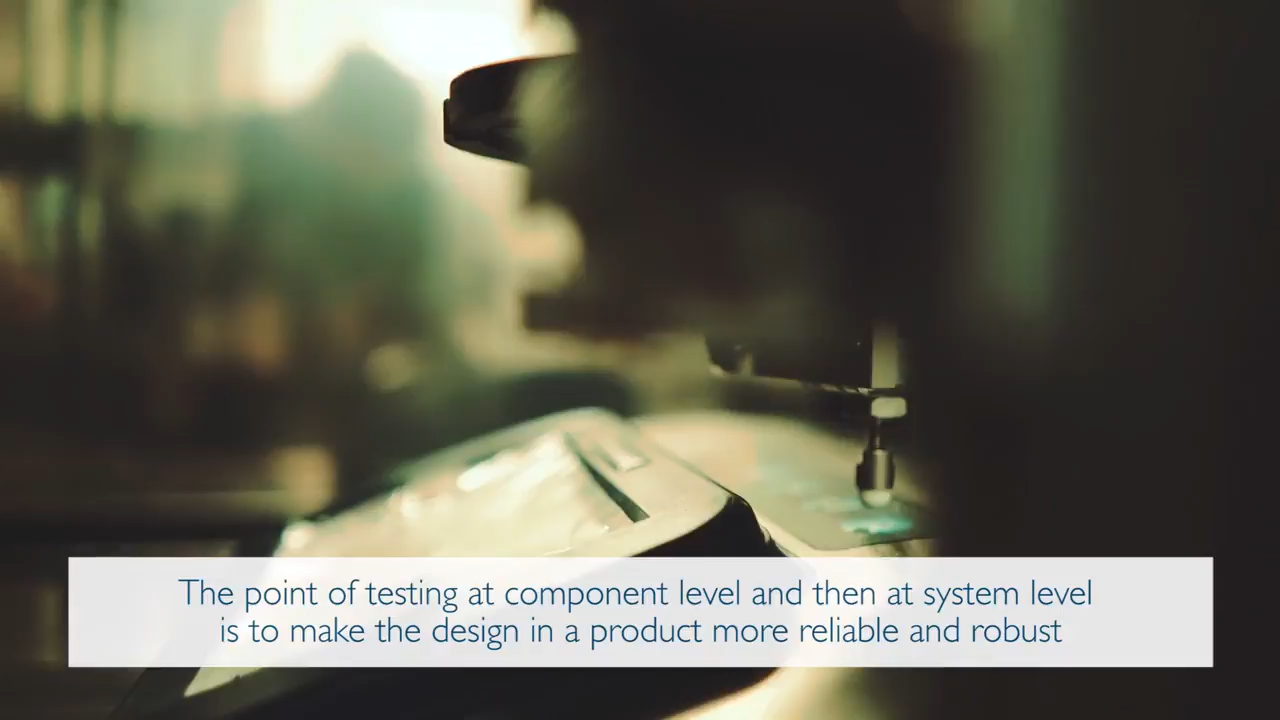 The point of testing at component level and then at system level
is to make the design in a product more reliable and robust